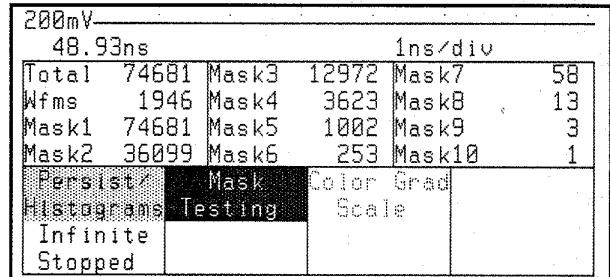 200mV
48.93ns 1ns/div
Total 74681 Mask3 12972 Mask7 58
Wfms 1946 Mask4 3623 Mask8 13
Mask1 74681 Mask5 1002 Mask9 3
Mask2 36099 Mask6 253 Mask10 1
Persist/ Mask Color Grad
Histograms Testing Scale
Infinite
Stopped